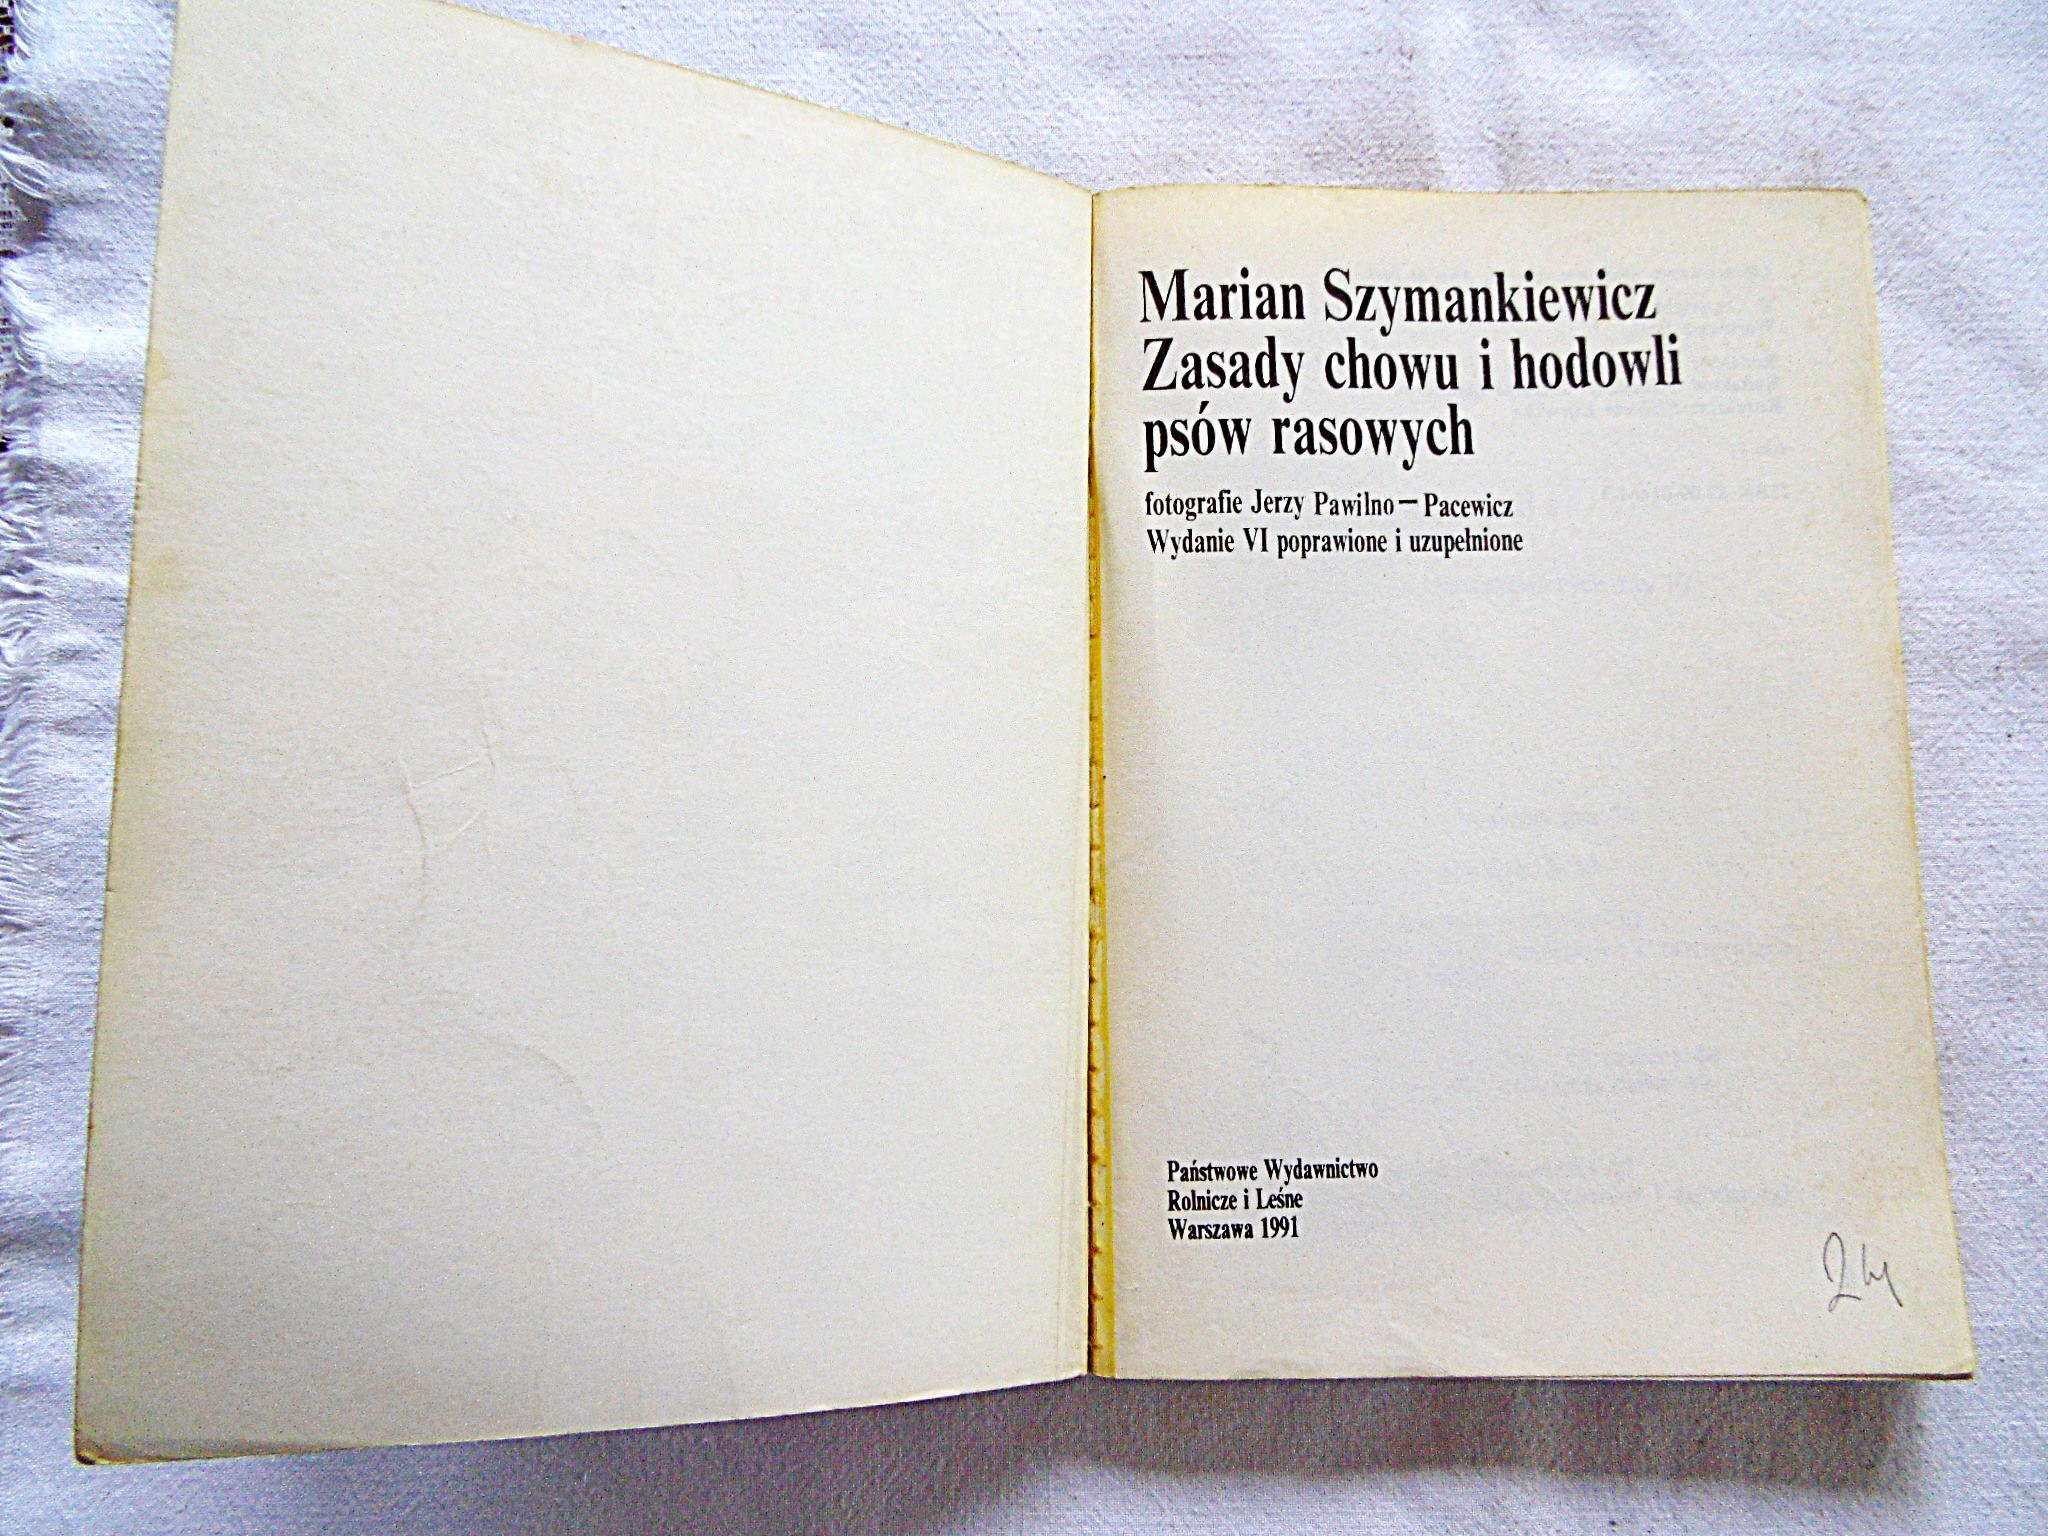 Marian Szymankiewicz
Zasady chowu i hodowli
psów rasowych
fotografie Jerzy Pawilno — Pacewicz
Wydanie VI poprawione i uzupełnione
Państwowe Wydawnictwo
Rolnicze i Leśne
Warszawa 1991